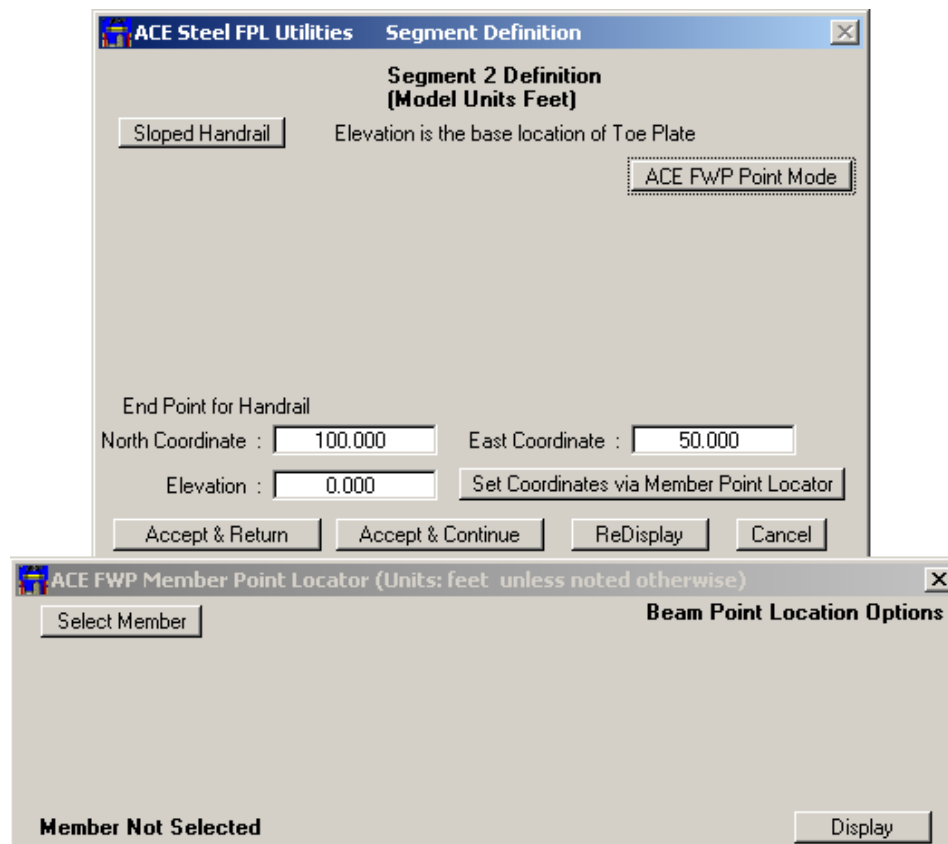 ACE Steel FPL Utilities Segment Definition
Segment 2 Definition
(Model Units Feet)
Sloped Handrail Elevation is the base location of Toe Plate
ACE FWP Point Mode
End Point for Handrail
North Coordinate : 100.000 East Coordinate : 50.000
Elevation : 0.000 Set Coordinates via Member Point Locator
Accept & Return Accept & Continue ReDisplay Cancel
ACE FWP Member Point Locator (Units: feet unless noted otherwise)
Select Member Beam Point Location Options
Member Not Selected Display